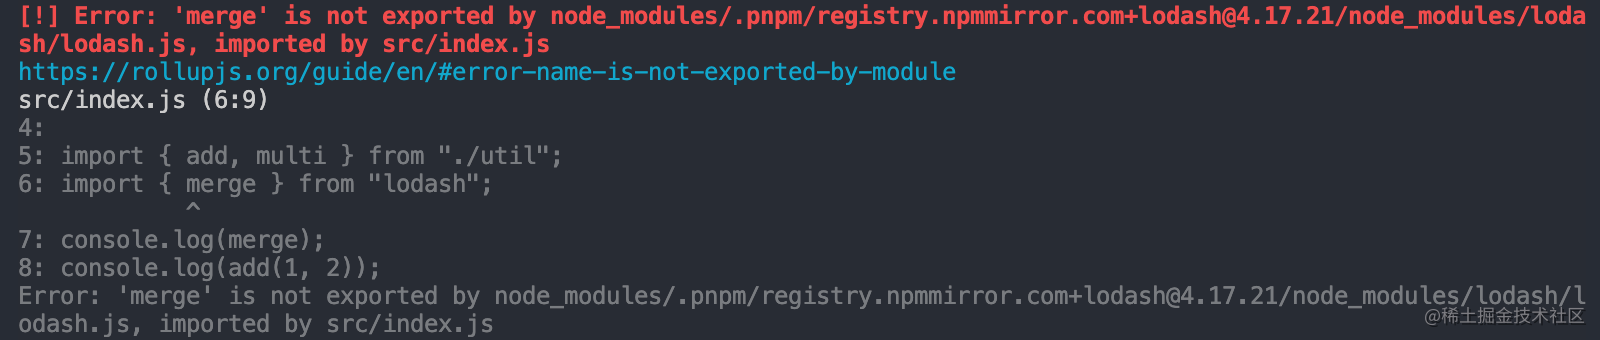 [!] Error: 'merge' is not exported by node_modules/.pnpm/registry.npmmirror.com+lodash@4.17.21/node_modules/loda
sh/lodash.js, imported by src/index.js
https://rollupjs.org/guide/en/#error-name-is-not-exported-by-module
src/index.js (6:9)
4:
5: import { add, multi } from "./util";
6: import { merge } from "lodash";
^
7: console.log(merge);
8: console.log(add(1, 2));
Error: 'merge' is not exported by node_modules/.pnpm/registry.npmmirror.com+lodash@4.17.21/node_modules/lodash/l
odash.js, imported by src/index.js
@稀土掘金技术社区